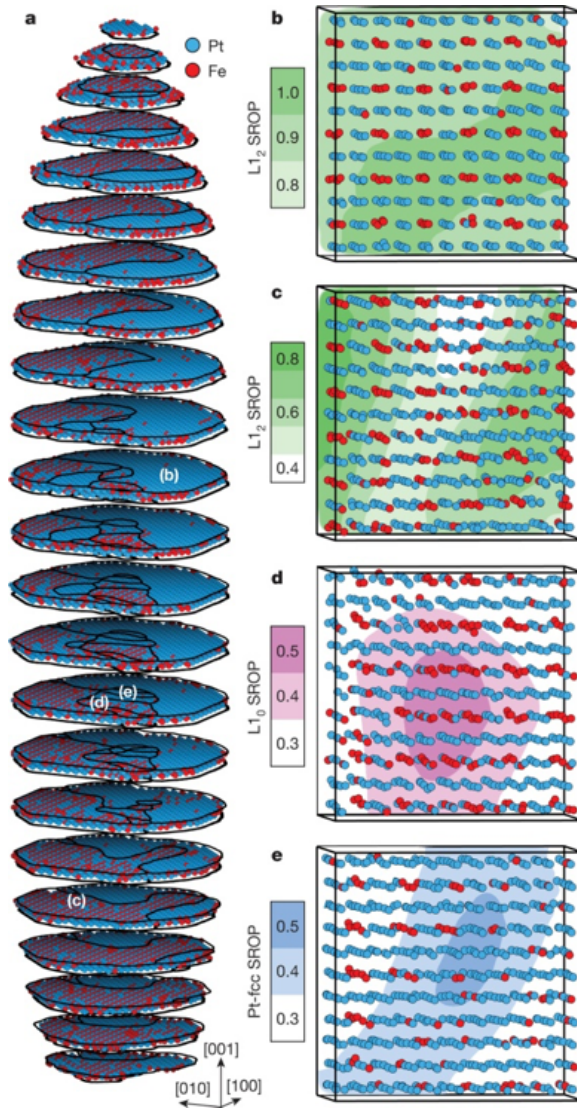 a
Pt
Fe
(b)
(d)
(e)
(c)
[001]
[010]
[100]
b
L1₂ SROP
1.0
0.9
0.8
c
L1₂ SROP
0.8
0.6
0.4
d
L1₀ SROP
0.5
0.4
0.3
e
Pt-fcc SROP
0.5
0.4
0.3